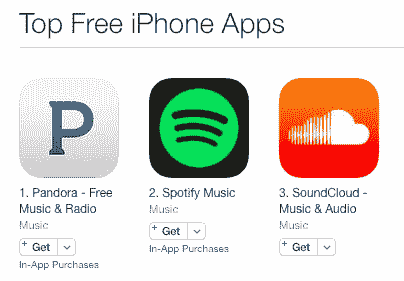 Top Free iPhone Apps
P
1. Pandora - Free
Music & Radio
Music
+ Get
In-App Purchases
2. Spotify Music
Music
+ Get
In-App Purchases
3. SoundCloud -
Music & Audio
Music
+ Get